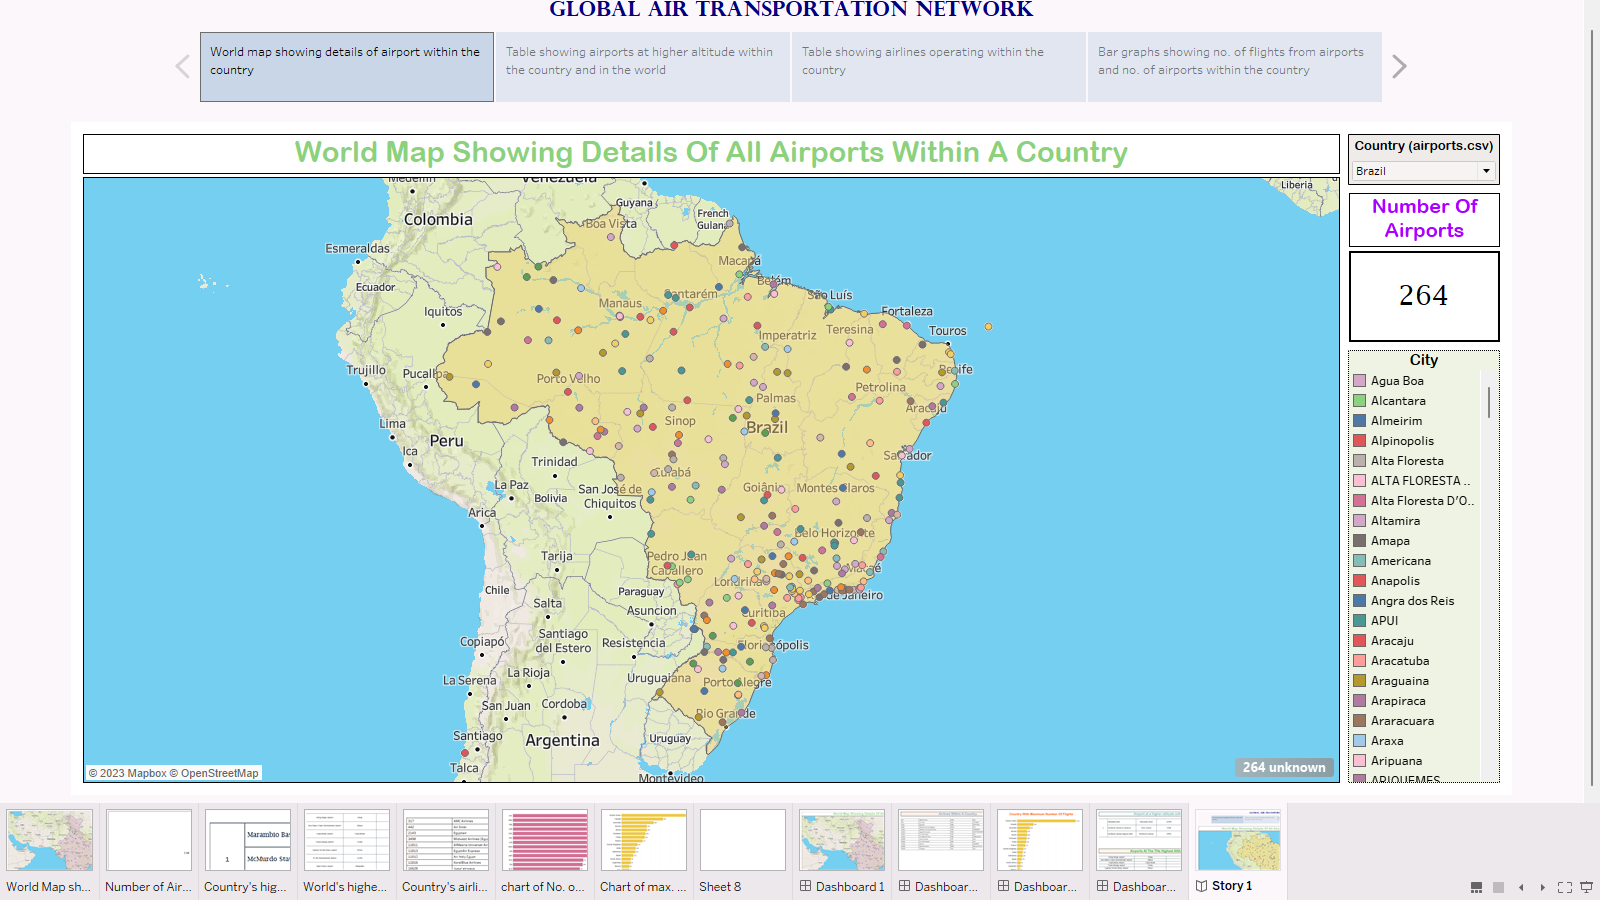 GLOBAL AIR TRANSPORTATION NETWORK
World map showing details of airport within the
country
Table showing airports at higher altitude within
the country and in the world
Table showing airlines operating within the
country
Bar graphs showing no. of flights from airports
and no. of airports within the country
World Map Showing Details Of All Airports Within A Country
Country (airports.csv)
Brazil
Number Of
Airports
264
City
Agua Boa
Alcantara
Almeirim
Alpinopolis
Alta Floresta
ALTA FLORESTA ..
Alta Floresta D'O..
Altamira
Amapa
Americana
Anapolis
Angra dos Reis
APUI
Aracaju
Aracatuba
Araguaina
Arapiraca
Araracuara
Araxa
Aripuana
ARIQUEMES
Medellin
Venezuela
Guyana
French
Guiana
Liberia
Colombia
Boa Vista
Esmeraldas
Macapá
Belém
Ecuador
Santarém
São Luís
Manaus
Iquitos
Fortaleza
Touros
Teresina
Imperatriz
Trujillo
Pucallpa
Porto Velho
Recife
Petrolina
Palmas
Aracaju
Lima
Sinop
Brazil
Peru
Ica
Salvador
Trinidad
Cuiabá
La Paz
San José de
Chiquitos
Bolivia
Goiânia
Montes Claros
Arica
Belo Horizonte
Tarija
Pedro Juan
Caballero
Macaé
Londrina
Chile
Paraguay
de Janeiro
Salta
Asuncion
Curitiba
Copiapó
Santiago
del Estero
Resistencia
Florianópolis
La Serena
La Rioja
Uruguaiana
Porto Alegre
San Juan
Cordoba
Rio Grande
Santiago
Argentina
Uruguay
Talca
Montevideo
© 2023 Mapbox © OpenStreetMap
264 unknown
Marambio Bas
1
McMurdo Stat
World Map sh...
Number of Air...
Country's hig...
World's highe...
Country's airli...
chart of No. o...
Chart of max. ...
Sheet 8
Dashboard 1
Dashboar...
Dashboar...
Dashboar...
Story 1